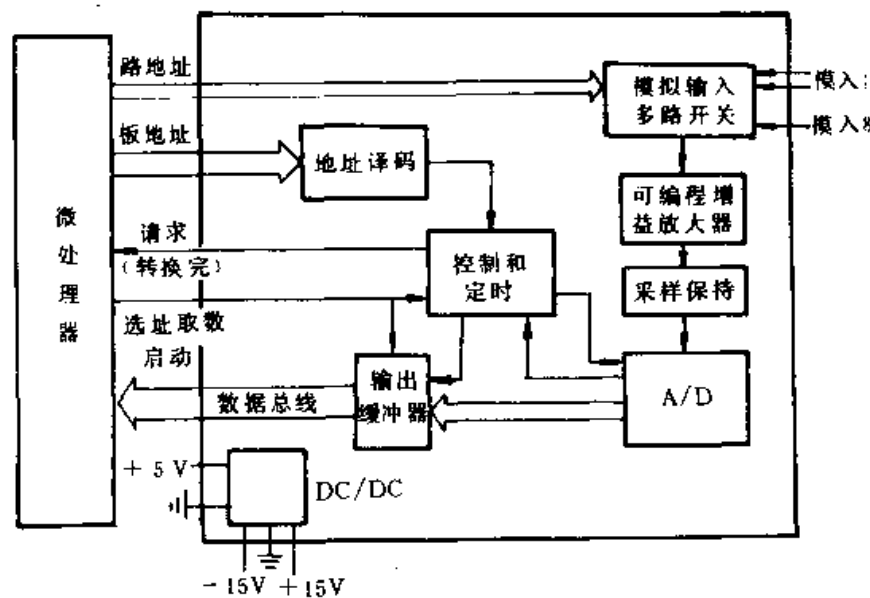 路地址
模拟输入
多路开关
模入1
模入8
板地址
地址译码
可编程增
益放大器
微处理器
请求
(转换完)
控制和
定时
采样保持
选址取数
启动
输出
缓冲器
数据总线
A/D
+ 5 V
DC/DC
- 15V
+ 15V